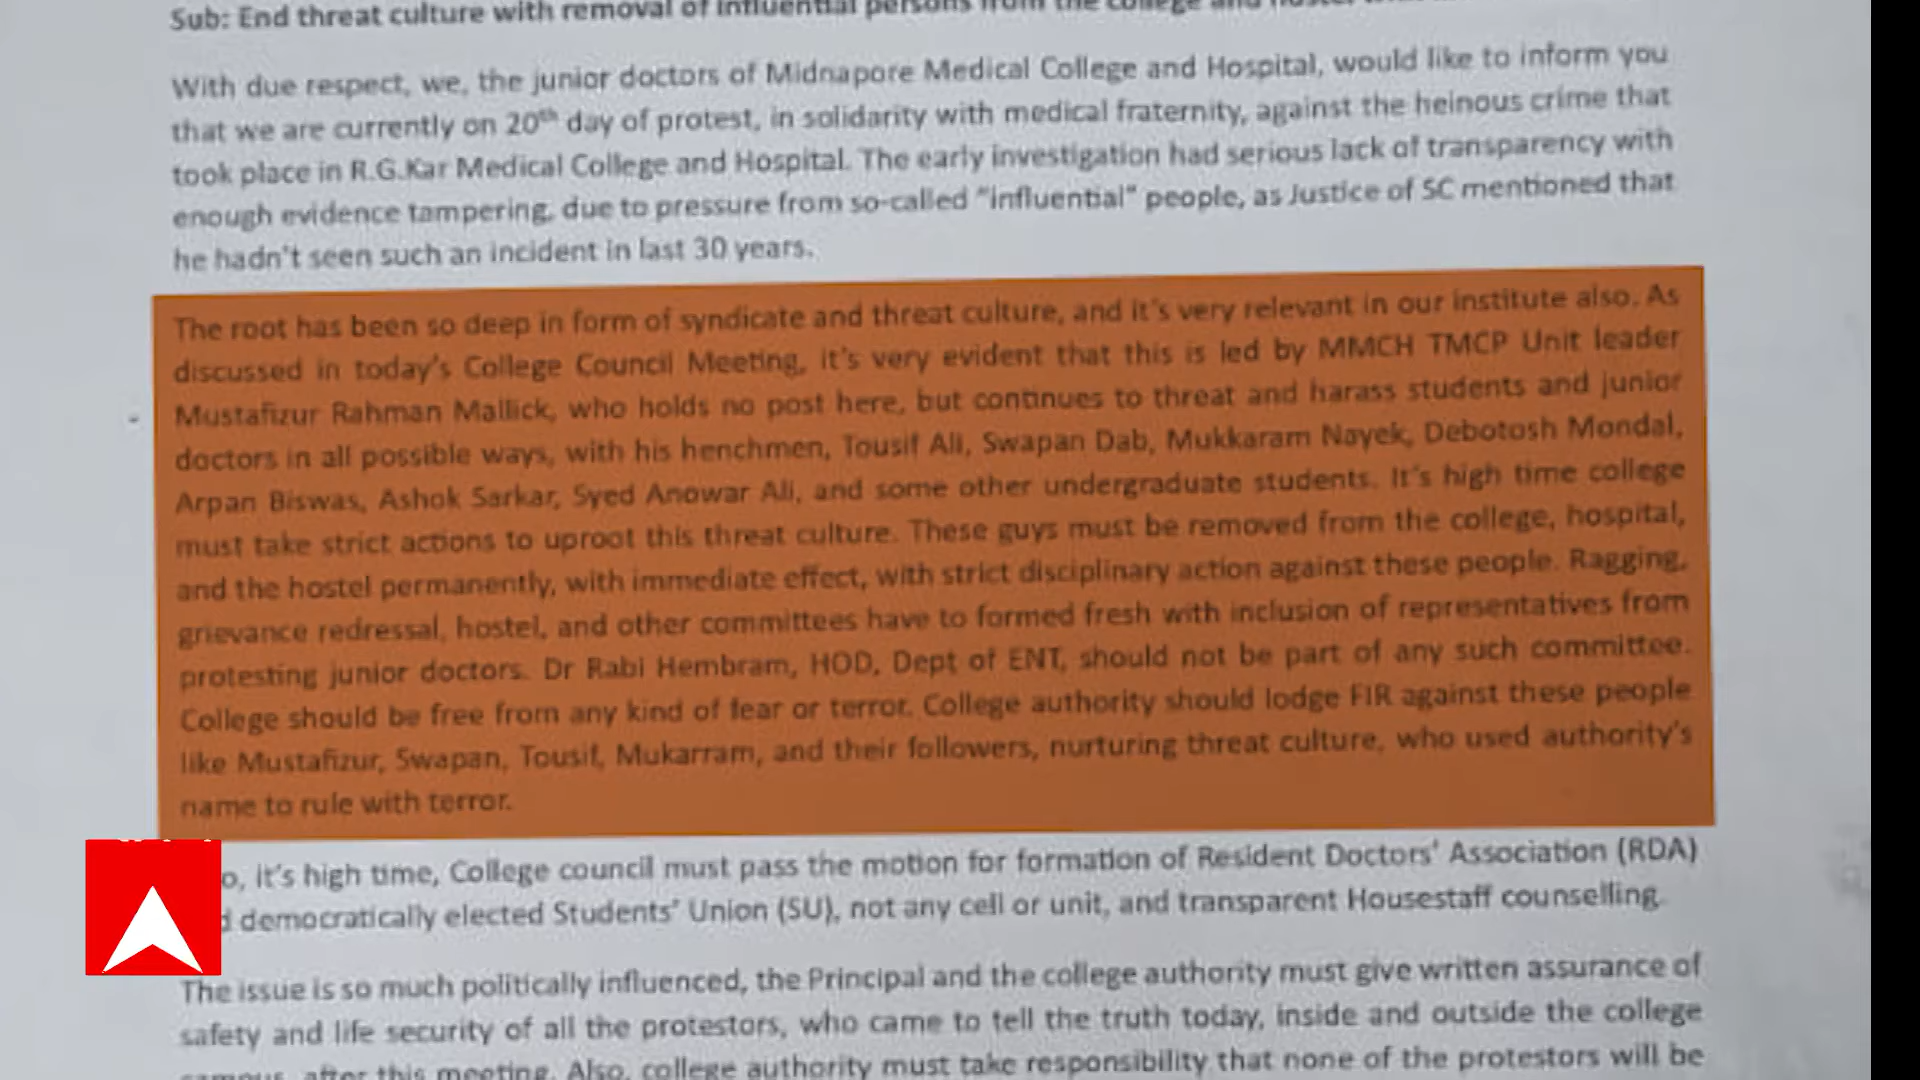 Sub: End threat culture with removal of influential persons from the college and hostel
With due respect, we, the junior doctors of Midnapore Medical College and Hospital, would like to inform you
that we are currently on 20th day of protest, in solidarity with medical fraternity, against the heinous crime that
took place in R.G.Kar Medical College and Hospital. The early investigation had serious lack of transparency with
enough evidence tampering, due to pressure from so-called "influential" people, as Justice of SC mentioned that
he hadn't seen such an incident in last 30 years.
The root has been so deep in form of syndicate and threat culture, and it's very relevant in our institute also. As
discussed in today's College Council Meeting, it's very evident that this is led by MMCH TMCP Unit leader
Mustafizur Rahman Mallick, who holds no post here, but continues to threat and harass students and junior
doctors in all possible ways, with his henchmen, Tousif Ali, Swapan Dab, Mukkaram Nayek, Debotosh Mondal,
Arpan Biswas, Ashok Sarkar, Syed Anowar Ali, and some other undergraduate students. It's high time college
must take strict actions to uproot this threat culture. These guys must be removed from the college, hospital,
and the hostel permanently, with immediate effect, with strict disciplinary action against these people. Ragging,
grievance redressal, hostel, and other committees have to formed fresh with inclusion of representatives from
protesting junior doctors. Dr Rabi Hembram, HOD, Dept of ENT, should not be part of any such committee.
College should be free from any kind of fear or terror. College authority should lodge FIR against these people
like Mustafizur, Swapan, Tousif, Mukarram, and their followers, nurturing threat culture, who used authority's
name to rule with terror.
o, it's high time, College council must pass the motion for formation of Resident Doctors' Association (RDA)
d democratically elected Students' Union (SU), not any cell or unit, and transparent Housestaff counselling.
The issue is so much politically influenced, the Principal and the college authority must give written assurance of
safety and life security of all the protestors, who came to tell the truth today, inside and outside the college
campus, after this meeting. Also, college authority must take responsibility that none of the protestors will be